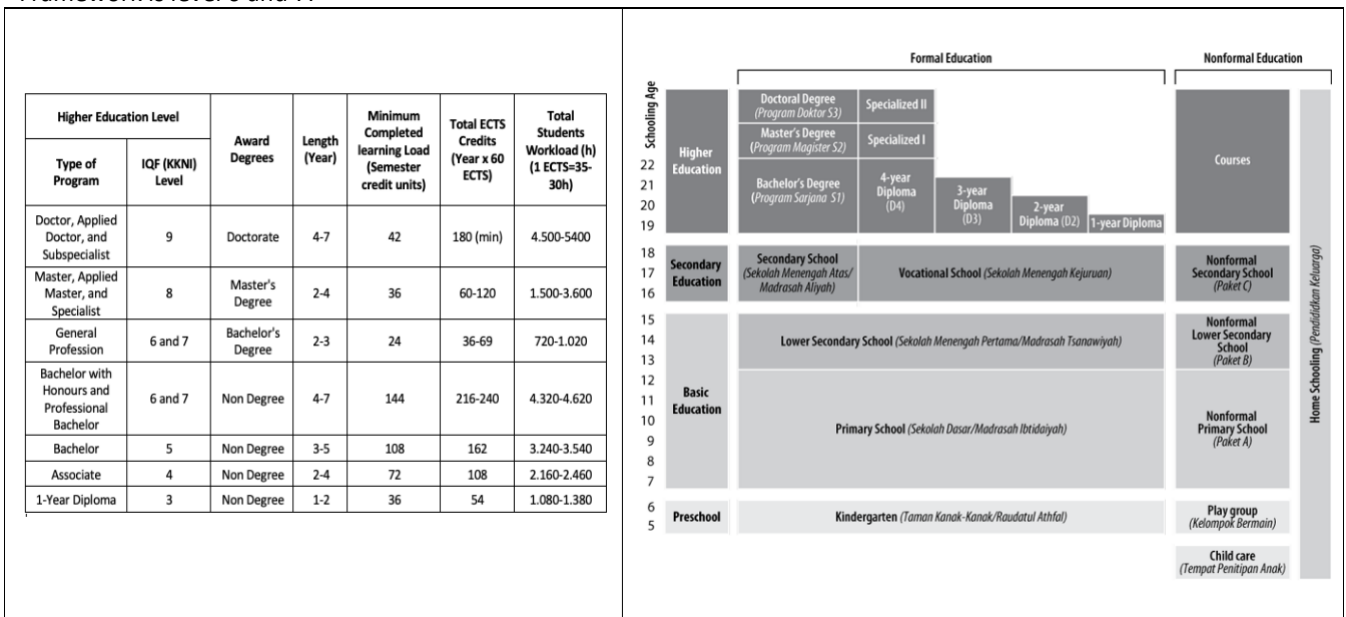 Higher Education Level
Award
Degrees
Length
(Year)
Minimum
Completed
learning Load
(Semester
credit units)
Total ECTS
Credits
(Year x 60
ECTS)
Total
Students
Workload (h)
(1 ECTS=35-
30h)
Type of
Program
IQF (KKNI)
Level
Doctor, Applied
Doctor, and
Subspecialist
9
Doctorate
4-7
42
180 (min)
4.500-5400
Master, Applied
Master, and
Specialist
8
Master's
Degree
2-4
36
60-120
1.500-3.600
General
Profession
6 and 7
Bachelor's
Degree
2-3
24
36-69
720-1.020
Bachelor with
Honours and
Professional
Bachelor
6 and 7
Non Degree
4-7
144
216-240
4.320-4.620
Bachelor
5
Non Degree
3-5
108
162
3.240-3.540
Associate
4
Non Degree
2-4
72
108
2.160-2.460
1-Year Diploma
3
Non Degree
1-2
36
54
1.080-1.380
Formal Education
Nonformal Education
Schooling Age
22
21
20
19
18
17
16
15
14
13
12
11
10
9
8
7
6
5
Higher
Education
Doctoral Degree
(Program Doktor S3)
Specialized II
Master's Degree
(Program Magister S2)
Specialized I
Bachelor's Degree
(Program Sarjana S1)
4-year
Diploma
(D4)
3-year
Diploma
(D3)
2-year
Diploma (D2)
1-year Diploma
Courses
Secondary
Education
Secondary School
(Sekolah Menengah Atas/
Madrasah Aliyah)
Vocational School (Sekolah Menengah Kejuruan)
Nonformal
Secondary School
(Paket C)
Basic
Education
Lower Secondary School (Sekolah Menengah Pertama/Madrasah Tsanawiyah)
Nonformal
Lower Secondary
School
(Paket B)
Primary School (Sekolah Dasar/Madrasah Ibtidaiyah)
Nonformal
Primary School
(Paket A)
Preschool
Kindergarten (Taman Kanak-Kanak/Raudatul Athfal)
Play group
(Kelompok Bermain)
Child care
(Tempat Penitipan Anak)
Home Schooling (Pendididkan Keluarga)